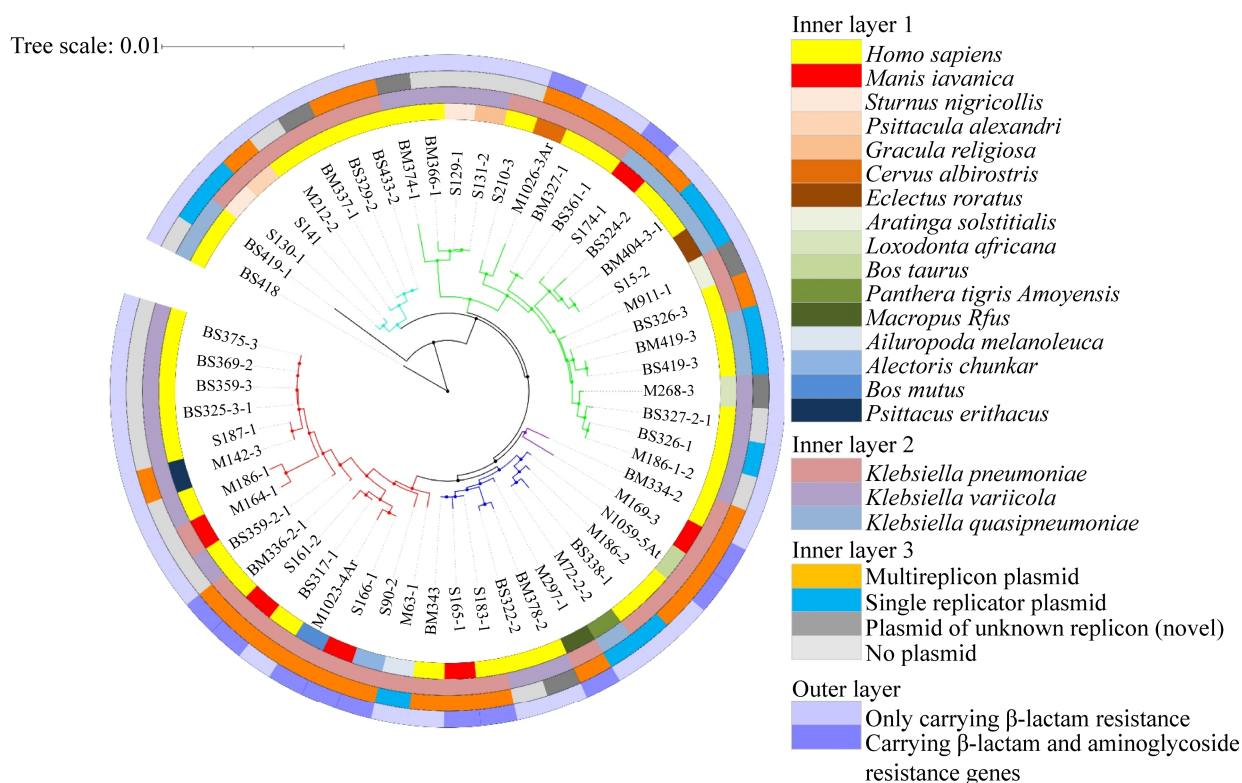 Tree scale: 0.01
BS418
BS419-1
S130-1
S141
M212-2
BM337-1
BS329-2
BS433-2
BM374-1
BM366-1
S129-1
S131-2
S210-3
M1026-3Ar
BM327-1
BS361-1
S174-1
BS324-2
BM404-3-1
S15-2
M911-1
BS326-3
BM419-3
BS419-3
M268-3
BS327-2-1
BS326-1
M186-1-2
BM334-2
M169-3
N1059-5At
M186-2
BS338-1
M72-2-2
M297-1
BM378-2
BS322-2
S183-1
S165-1
BM343
M63-1
S90-2
S166-1
M1023-4Ar
BS317-1
S161-2
BM336-2-1
BS359-2-1
M164-1
M186-1
M142-3
S187-1
BS325-3-1
BS359-3
BS369-2
BS375-3
Inner layer 1
Homo sapiens
Manis iavanica
Sturnus nigricollis
Psittacula alexandri
Gracula religiosa
Cervus albirostris
Eclectus roratus
Aratinga solstitialis
Loxodonta africana
Bos taurus
Panthera tigris Amoyensis
Macropus Rfus
Ailuropoda melanoleuca
Alectoris chunkar
Bos mutus
Psittacus erithacus
Inner layer 2
Klebsiella pneumoniae
Klebsiella variicola
Klebsiella quasipneumoniae
Inner layer 3
Multireplicon plasmid
Single replicator plasmid
Plasmid of unknown replicon (novel)
No plasmid
Outer layer
Only carrying β-lactam resistance
Carrying β-lactam and aminoglycoside
resistance genes